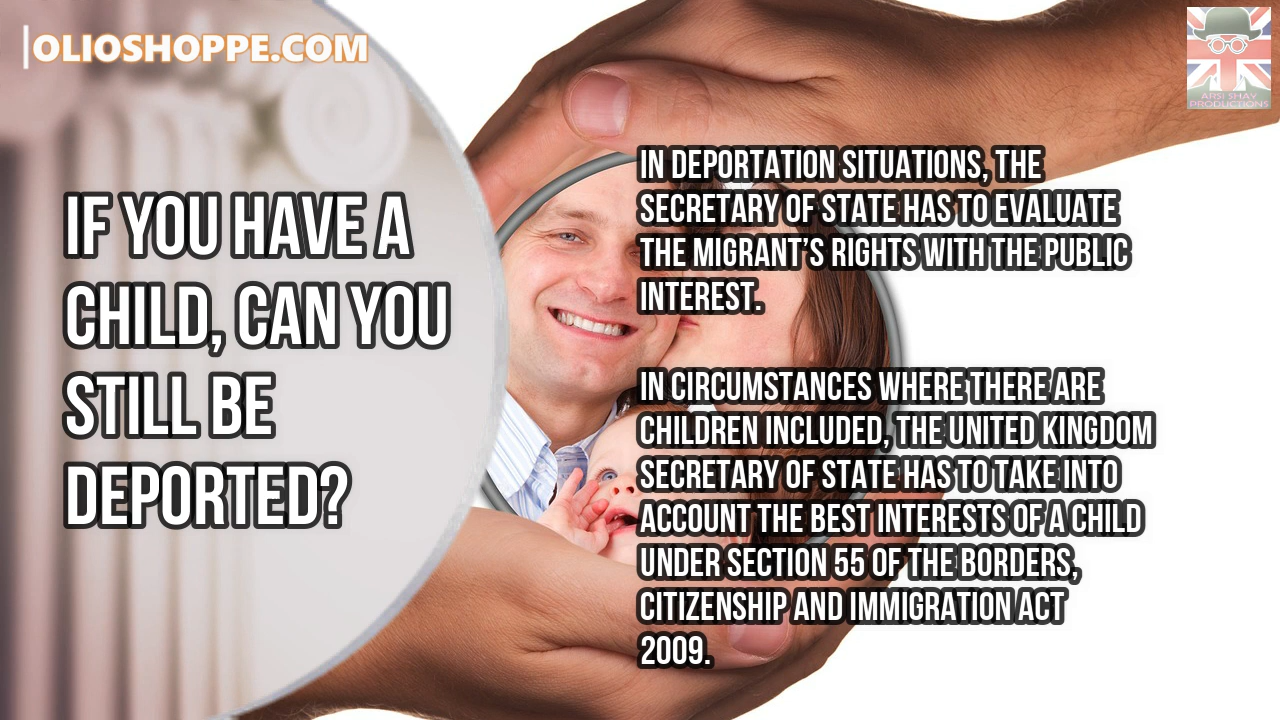 |OLIOSHOPPE.COM
ARSI SHAY
PRODUCTIONS
IF YOU HAVE A
CHILD, CAN YOU
STILL BE
DEPORTED?
IN DEPORTATION SITUATIONS, THE
SECRETARY OF STATE HAS TO EVALUATE
THE MIGRANT'S RIGHTS WITH THE PUBLIC
INTEREST.
IN CIRCUMSTANCES WHERE THERE ARE
CHILDREN INCLUDED, THE UNITED KINGDOM
SECRETARY OF STATE HAS TO TAKE INTO
ACCOUNT THE BEST INTERESTS OF A CHILD
UNDER SECTION 55 OF THE BORDERS,
CITIZENSHIP AND IMMIGRATION ACT
2009.